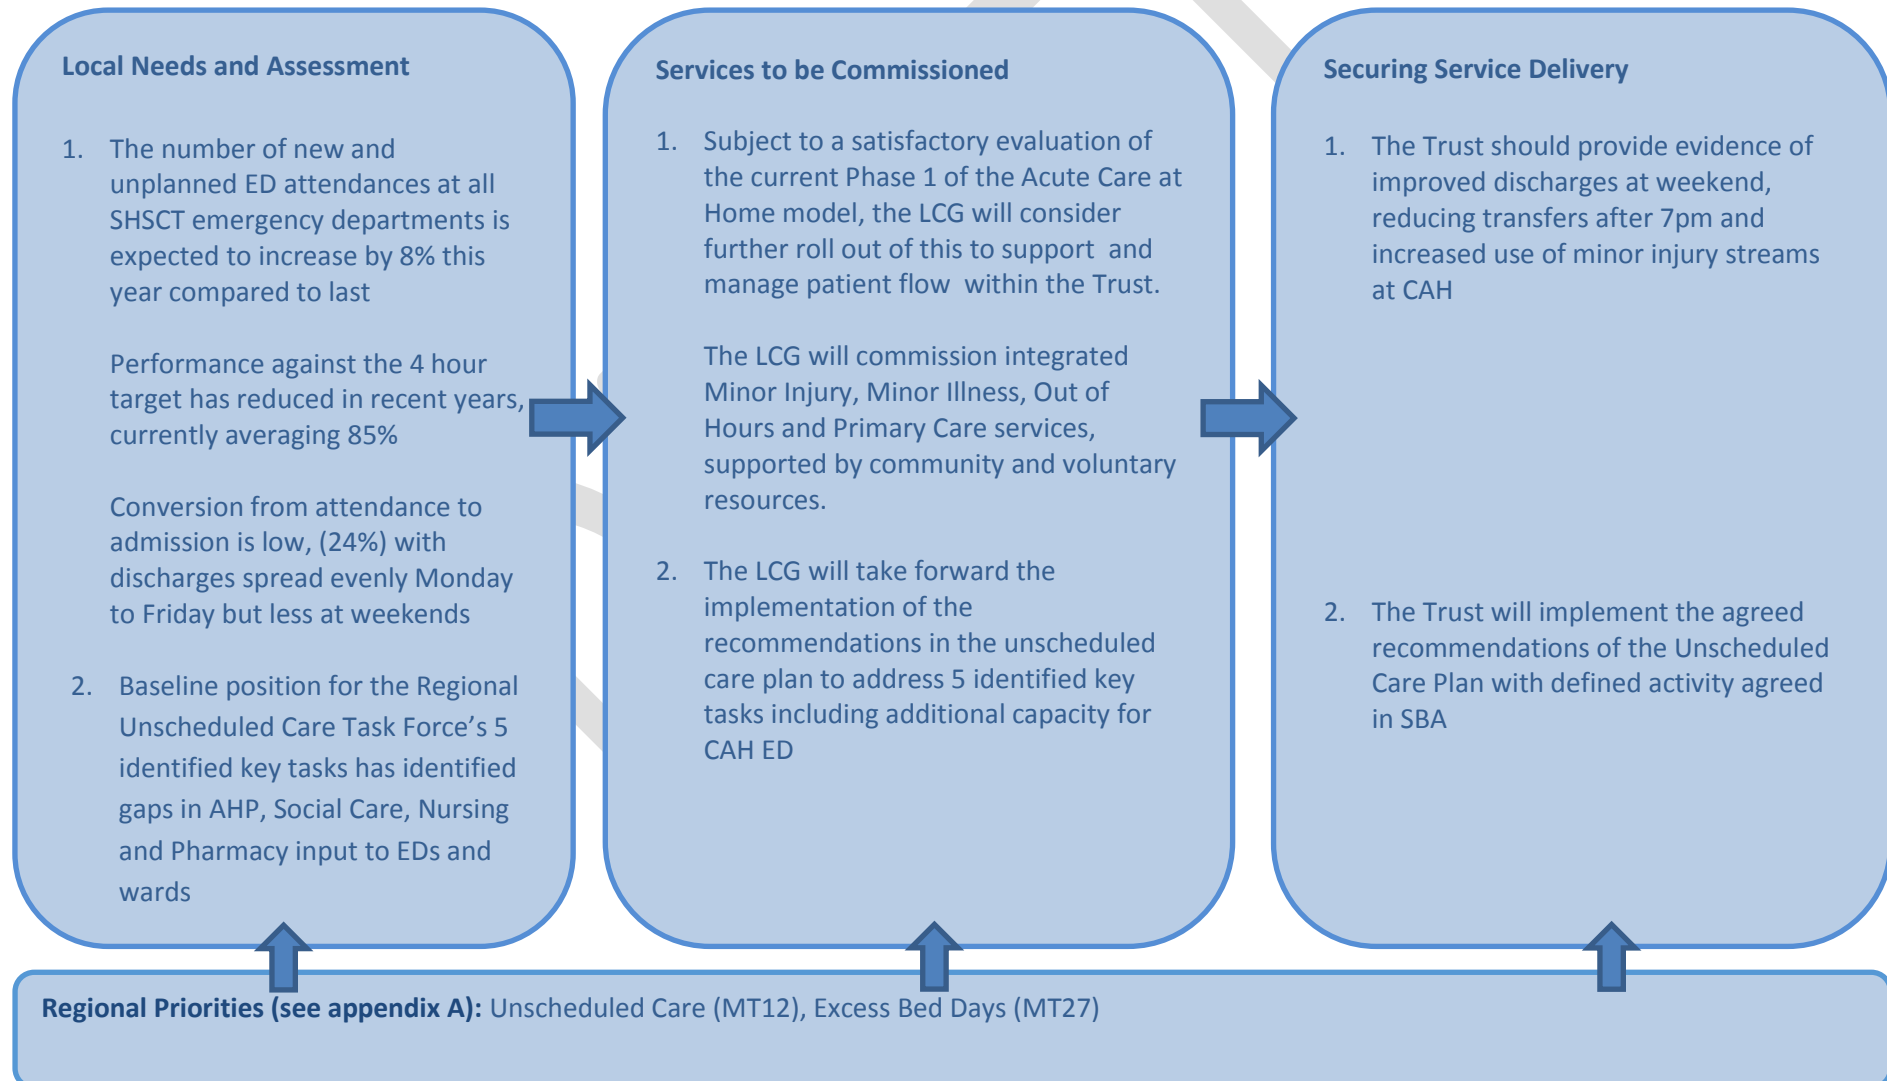 Local Needs and Assessment
1. The number of new and
unplanned ED attendances at all
SHSCT emergency departments is
expected to increase by 8% this
year compared to last
Performance against the 4 hour
target has reduced in recent years,
currently averaging 85%
Conversion from attendance to
admission is low, (24%) with
discharges spread evenly Monday
to Friday but less at weekends
2. Baseline position for the Regional
Unscheduled Care Task Force’s 5
identified key tasks has identified
gaps in AHP, Social Care, Nursing
and Pharmacy input to EDs and
wards
Services to be Commissioned
1. Subject to a satisfactory evaluation of
the current Phase 1 of the Acute Care at
Home model, the LCG will consider
further roll out of this to support and
manage patient flow within the Trust.
The LCG will commission integrated
Minor Injury, Minor Illness, Out of
Hours and Primary Care services,
supported by community and voluntary
resources.
2. The LCG will take forward the
implementation of the
recommendations in the unscheduled
care plan to address 5 identified key
tasks including additional capacity for
CAH ED
Securing Service Delivery
1. The Trust should provide evidence of
improved discharges at weekend,
reducing transfers after 7pm and
increased use of minor injury streams
at CAH
2. The Trust will implement the agreed
recommendations of the Unscheduled
Care Plan with defined activity agreed
in SBA
Regional Priorities (see appendix A): Unscheduled Care (MT12), Excess Bed Days (MT27)